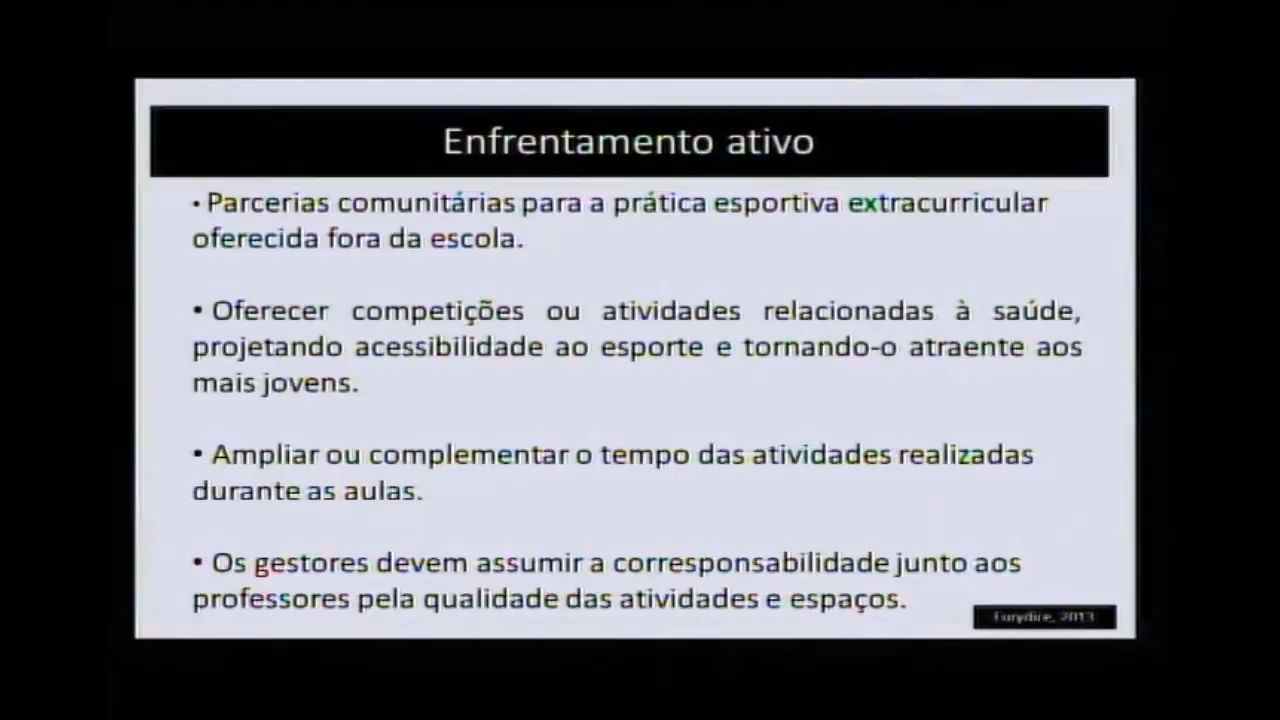 Enfrentamento ativo
• Parcerias comunitárias para a prática esportiva extracurricular
oferecida fora da escola.
• Oferecer competições ou atividades relacionadas à saúde,
projetando acessibilidade ao esporte e tornando-o atraente aos
mais jovens.
• Ampliar ou complementar o tempo das atividades realizadas
durante as aulas.
• Os gestores devem assumir a corresponsabilidade junto aos
professores pela qualidade das atividades e espaços.
Eurydice, 2013